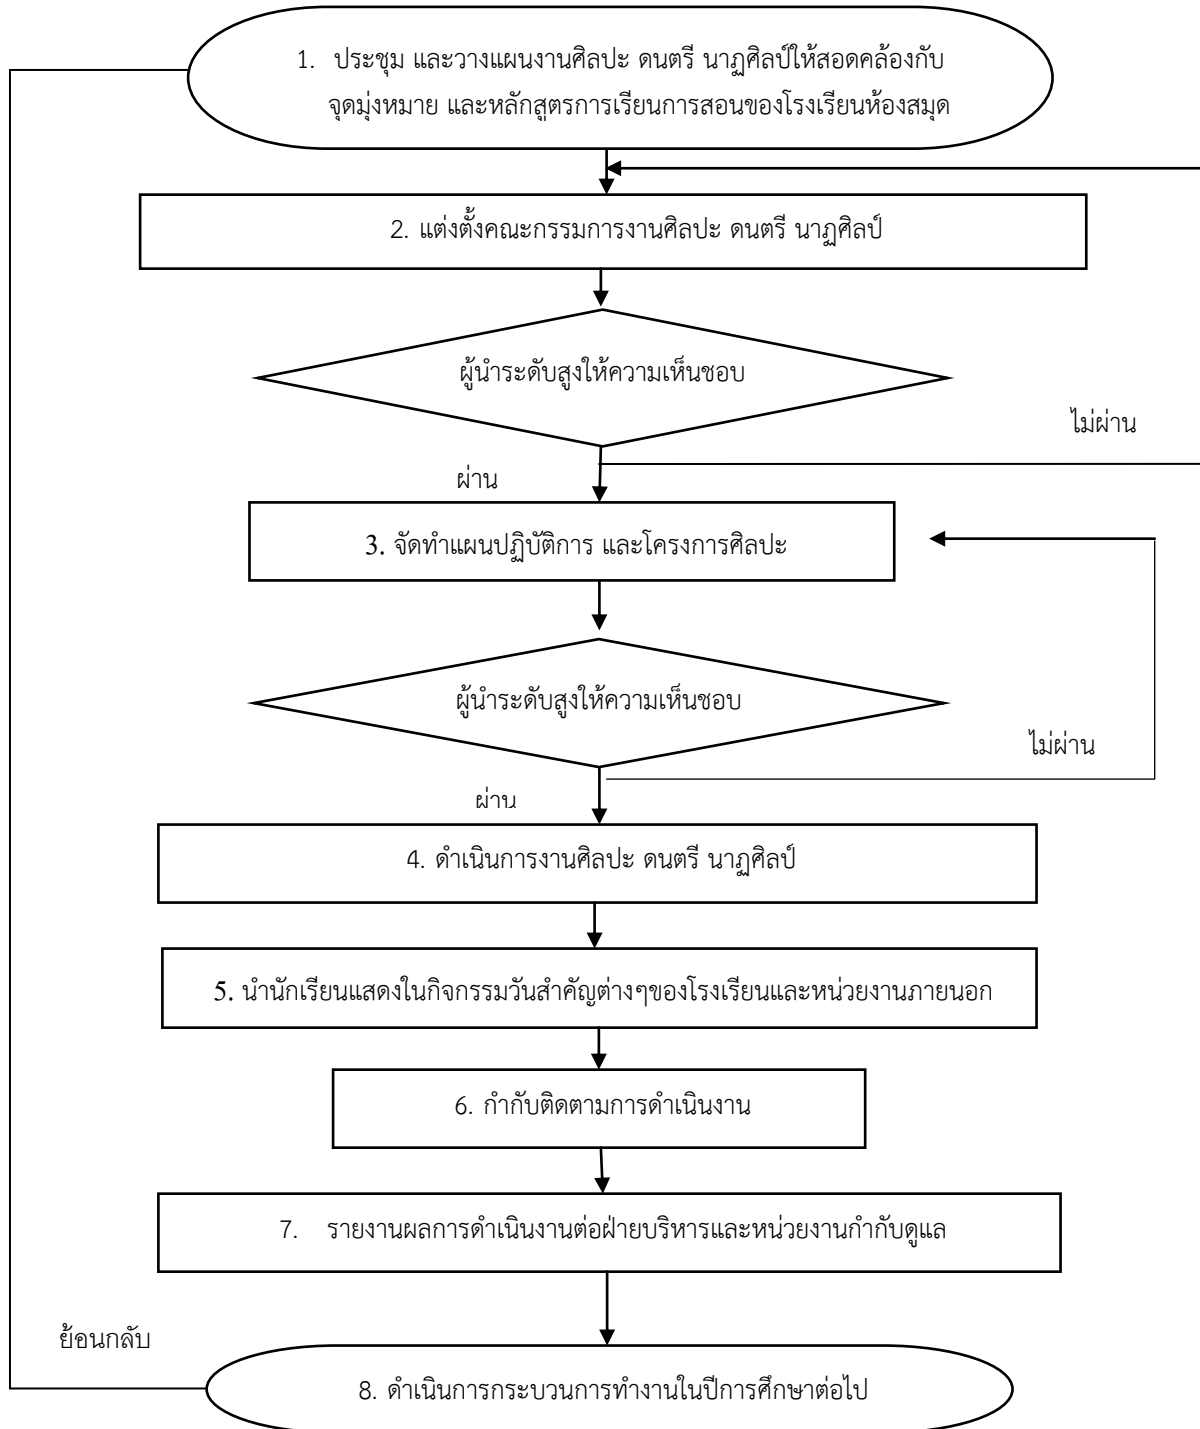 1. ประชุม และวางแผนงานศิลปะ ดนตรี นาฏศิลป์ให้สอดคล้องกับ
จุดมุ่งหมาย และหลักสูตรการเรียนการสอนของโรงเรียนห้องสมุด
2. แต่งตั้งคณะกรรมการงานศิลปะ ดนตรี นาฏศิลป์
ผู้นำระดับสูงให้ความเห็นชอบ
ไม่ผ่าน
ผ่าน
3. จัดทำแผนปฏิบัติการ และโครงการศิลปะ
ผู้นำระดับสูงให้ความเห็นชอบ
ไม่ผ่าน
ผ่าน
4. ดำเนินการงานศิลปะ ดนตรี นาฏศิลป์
5. นำนักเรียนแสดงในกิจกรรมวันสำคัญต่างๆของโรงเรียนและหน่วยงานภายนอก
6. กำกับติดตามการดำเนินงาน
7. รายงานผลการดำเนินงานต่อฝ่ายบริหารและหน่วยงานกำกับดูแล
ย้อนกลับ
8. ดำเนินการกระบวนการทำงานในปีการศึกษาต่อไป